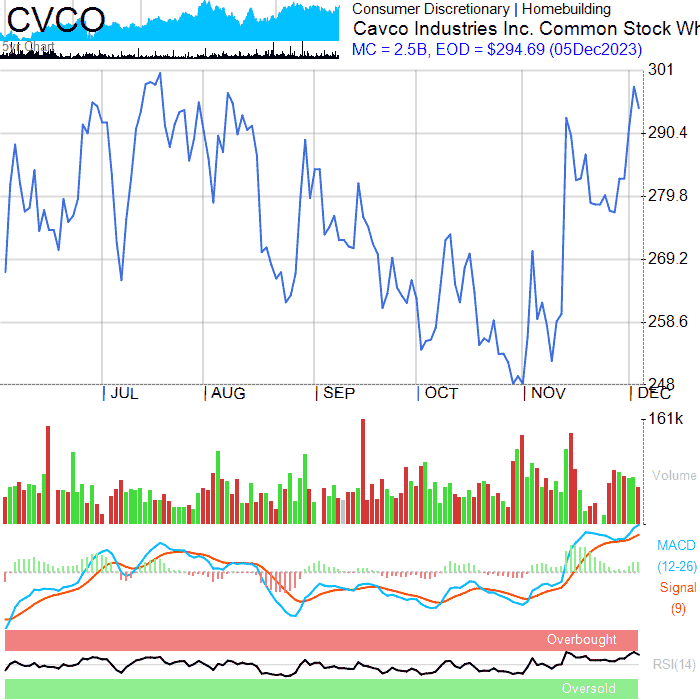 CVCO
5yr Chart
Consumer Discretionary | Homebuilding
Cavco Industries Inc. Common Stock Wh
MC = 2.5B, EOD = $294.69 (05Dec2023)
301
290.4
279.8
269.2
258.6
248
| JUL | AUG | SEP | OCT | NOV | DEC
161k
Volume
MACD
(12-26)
Signal
(9)
Overbought
RSI(14)
Oversold